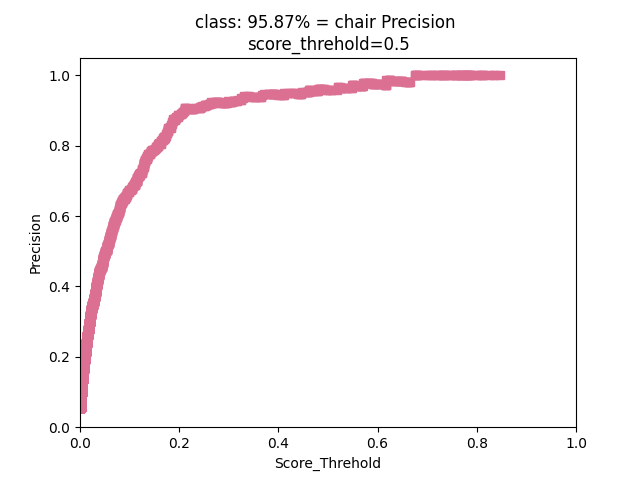 class: 95.87% = chair Precision
score_threhold=0.5
1.0
0.8
0.6
0.4
0.2
0.0
Precision
0.0 0.2 0.4 0.6 0.8 1.0
Score_Threhold